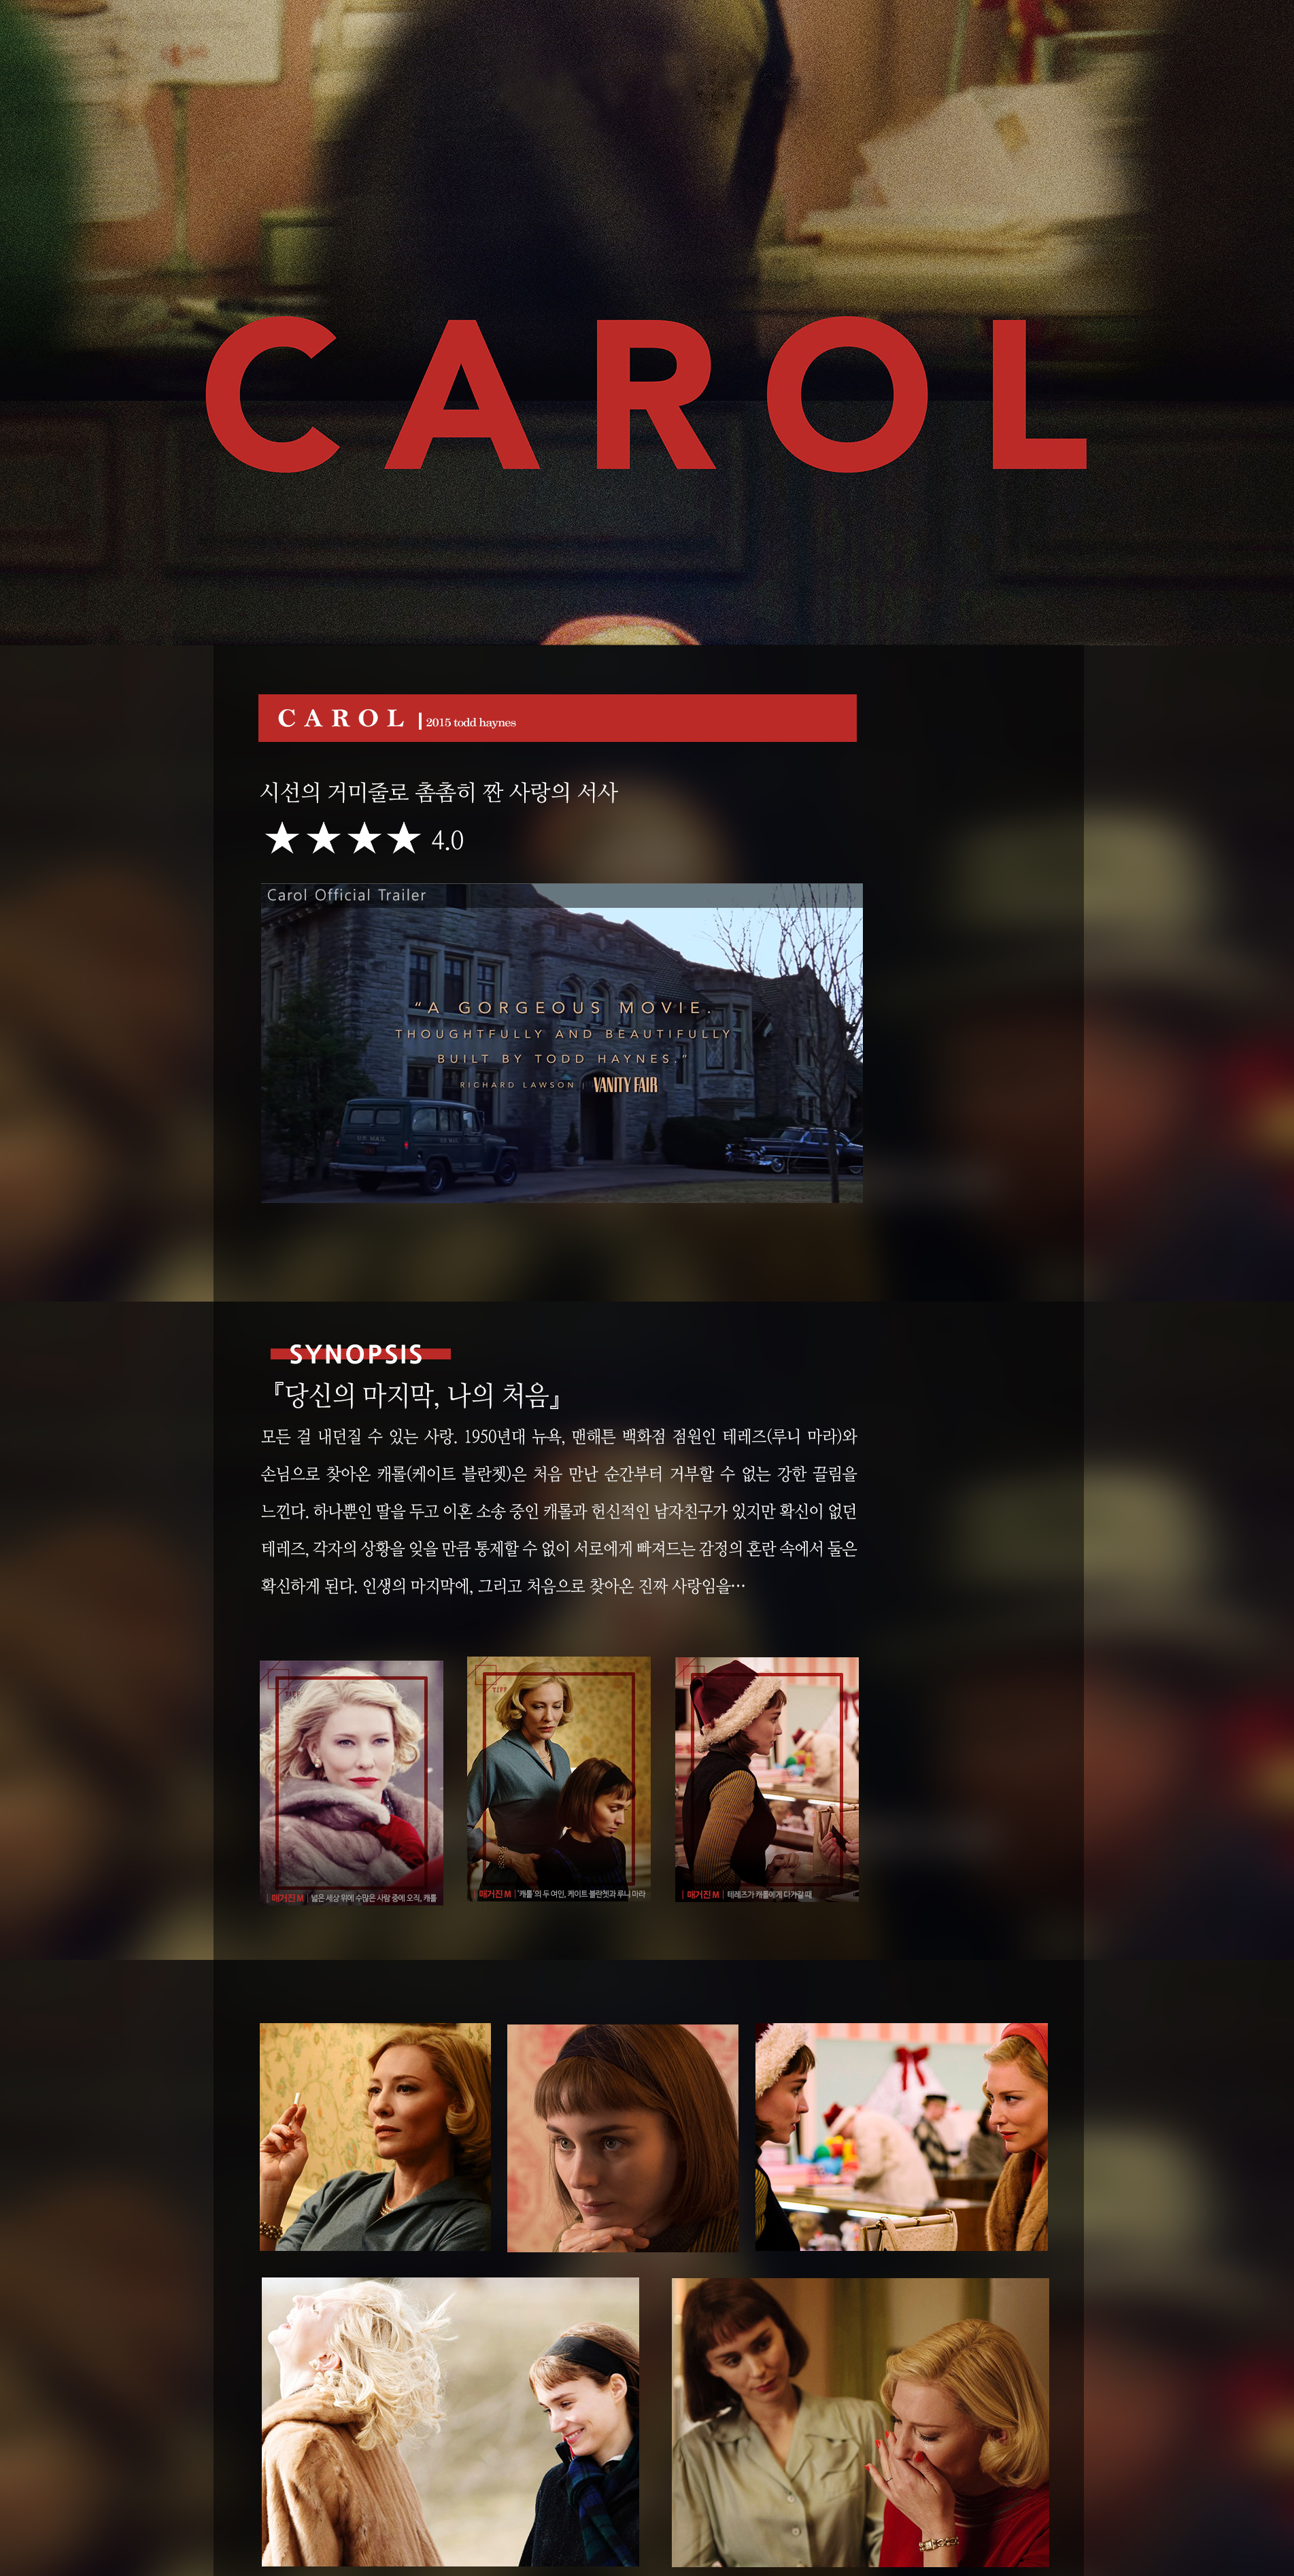 CAROL
CAROL | 2015 todd haynes
시선의 거미줄로 촘촘히 짠 사랑의 서사
★★★★ 4.0
Carol Official Trailer
“A GORGEOUS MOVIE.
THOUGHTFULLY AND BEAUTIFULLY
BUILT BY TODD HAYNES.”
RICHARD LAWSON | VANITY FAIR
U.S. MAIL
SYNOPSIS
『당신의 마지막, 나의 처음』
모든 걸 내던질 수 있는 사랑. 1950년대 뉴욕, 맨해튼 백화점 점원인 테레즈(루니 마라)와
손님으로 찾아온 캐롤(케이트 블란쳇)은 처음 만난 순간부터 거부할 수 없는 강한 끌림을
느낀다. 하나뿐인 딸을 두고 이혼 소송 중인 캐롤과 헌신적인 남자친구가 있지만 확신이 없던
테레즈, 각자의 상황을 잊을 만큼 통제할 수 없이 서로에게 빠져드는 감정의 혼란 속에서 둘은
확신하게 된다. 인생의 마지막에, 그리고 처음으로 찾아온 진짜 사랑임을…
| 매거진 M | 넓은 세상 위에 수많은 사람 중에 오직, 캐롤
| 매거진 M | '캐롤'의 두 여인, 케이트 블란쳇과 루니 마라
| 매거진 M | 테레즈가 캐롤에게 다가갈 때